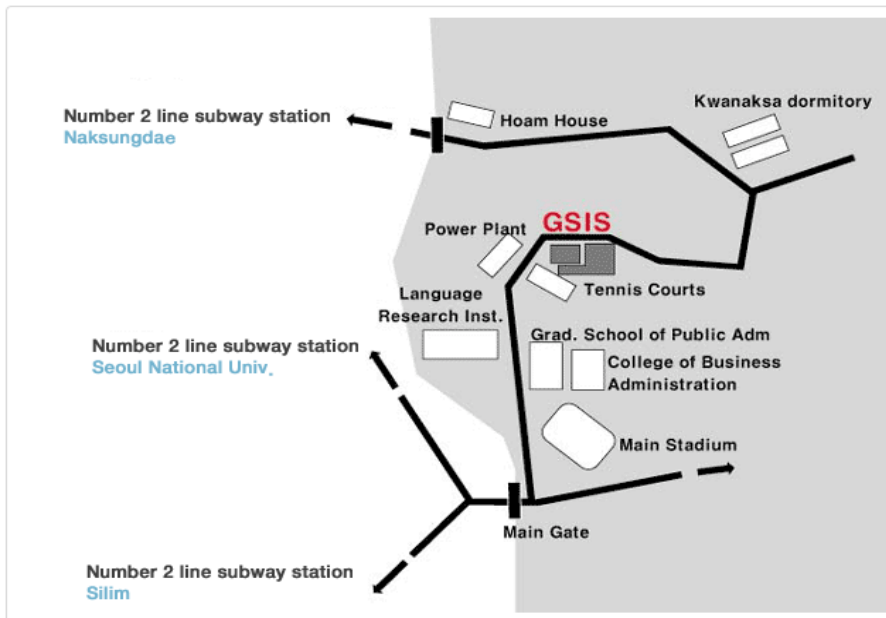 Kwanaksa dormitory
Number 2 line subway station
Naksungdae
Hoam House
GSIS
Power Plant
Tennis Courts
Language
Research Inst.
Grad. School of Public Adm
Number 2 line subway station
Seoul National Univ.
College of Business
Administration
Main Stadium
Main Gate
Number 2 line subway station
Silim